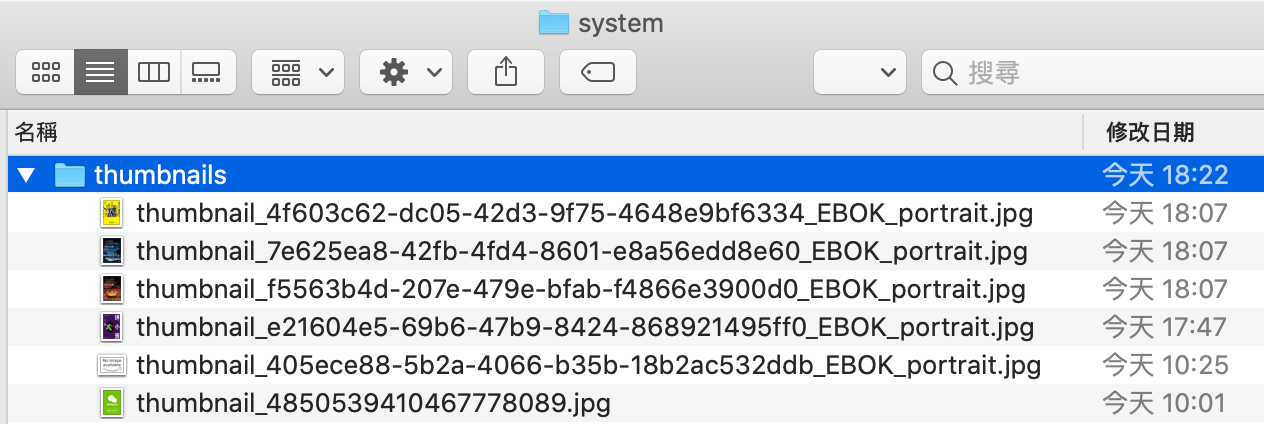 system
搜尋
名稱 修改日期
thumbnails 今天 18:22
thumbnail_4f603c62-dc05-42d3-9f75-4648e9bf6334_EBOK_portrait.jpg 今天 18:07
thumbnail_7e625ea8-42fb-4fd4-8601-e8a56edd8e60_EBOK_portrait.jpg 今天 18:07
thumbnail_f5563b4d-207e-479e-bfab-f4866e3900d0_EBOK_portrait.jpg 今天 18:07
thumbnail_e21604e5-69b6-47b9-8424-868921495ff0_EBOK_portrait.jpg 今天 17:47
No image
available
thumbnail_405ece88-5b2a-4066-b35b-18b2ac532ddb_EBOK_portrait.jpg 今天 10:25
thumbnail_4850539410467778089.jpg 今天 10:01